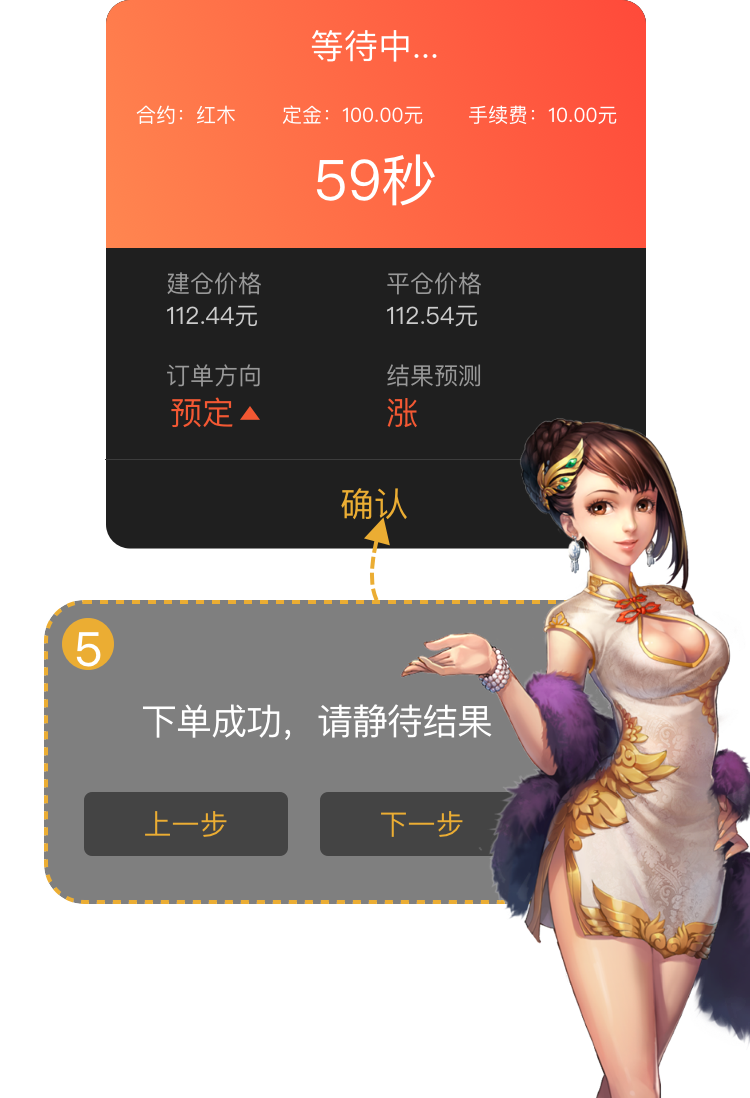 等待中...
合约：红木 定金：100.00元 手续费：10.00元
59秒
建仓价格 平仓价格
112.44元 112.54元
订单方向 结果预测
预定▲ 涨
确认
5
下单成功，请静待结果
上一步 下一步